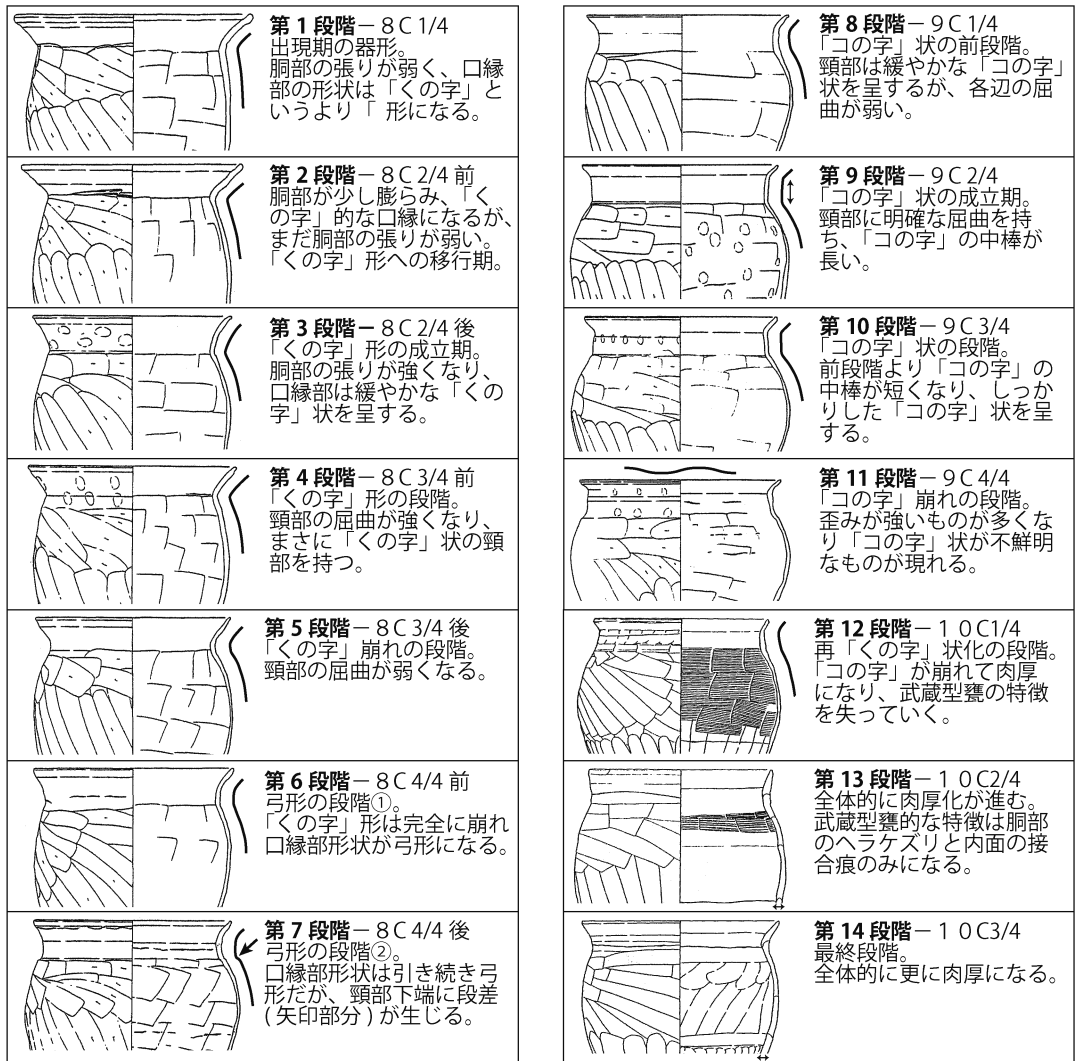 第1段階－8C1/4
出現期の器形。
胴部の張りが弱く、口縁
部の形状は「くの字」と
いうより「 形になる。
第2段階－8C2/4前
胴部が少し膨らみ、「く
の字」的な口縁になるが、
まだ胴部の張りが弱い。
「くの字」形への移行期。
第3段階－8C2/4後
「くの字」形の成立期。
胴部の張りが強くなり、
口縁部は緩やかな「くの
字」状を呈する。
第4段階－8C3/4前
「くの字」形の段階。
頸部の屈曲が強くなり、
まさに「くの字」状の頸
部を持つ。
第5段階－8C3/4後
「くの字」崩れの段階。
頸部の屈曲が弱くなる。
第6段階－8C4/4前
弓形の段階①。
「くの字」形は完全に崩れ
口縁部形状が弓形になる。
第7段階－8C4/4後
弓形の段階②。
口縁部形状は引き続き弓
形だが、頸部下端に段差
(矢印部分)が生じる。
第8段階－9C1/4
「コの字」状の前段階。
頸部は緩やかな「コの字」
状を呈するが、各辺の屈
曲が弱い。
第9段階－9C2/4
「コの字」状の成立期。
頸部に明確な屈曲を持
ち、「コの字」の中棒が
長い。
第10段階－9C3/4
「コの字」状の段階。
前段階より「コの字」の
中棒が短くなり、しっか
りした「コの字」状を呈
する。
第11段階－9C4/4
「コの字」崩れの段階。
歪みが強いものが多くな
り「コの字」状が不鮮明
なものが現れる。
第12段階－10C1/4
再「くの字」状化の段階。
「コの字」が崩れて肉厚
になり、武蔵型甕の特徴
を失っていく。
第13段階－10C2/4
全体的に肉厚化が進む。
武蔵型甕的な特徴は胴部
のヘラケズリと内面の接
合痕のみになる。
第14段階－10C3/4
最終段階。
全体的に更に肉厚になる。